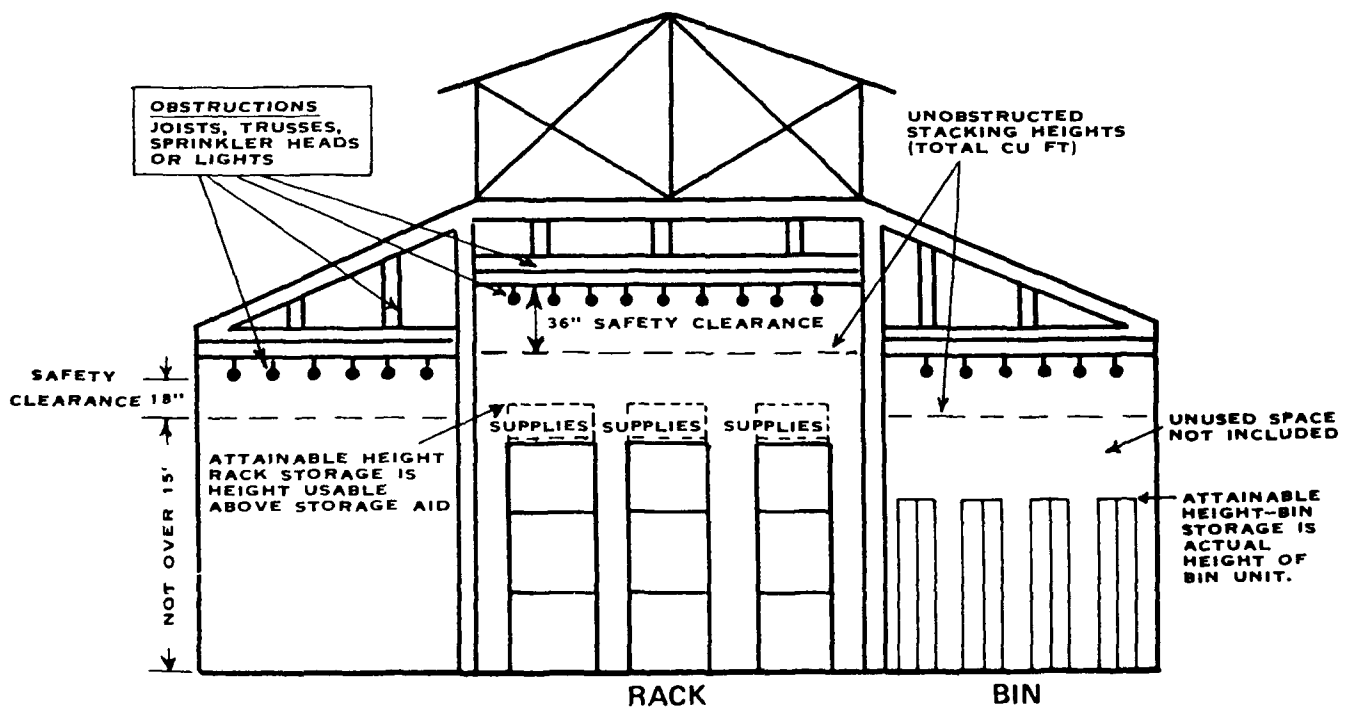 OBSTRUCTIONS
JOISTS, TRUSSES,
SPRINKLER HEADS
OR LIGHTS
UNOBSTRUCTED
STACKING HEIGHTS
(TOTAL CU FT)
36" SAFETY CLEARANCE
SAFETY
CLEARANCE 18"
NOT OVER 15'
ATTAINABLE HEIGHT
RACK STORAGE IS
HEIGHT USABLE
ABOVE STORAGE AID
SUPPLIES SUPPLIES SUPPLIES
UNUSED SPACE
NOT INCLUDED
ATTAINABLE
HEIGHT-BIN
STORAGE IS
ACTUAL
HEIGHT OF
BIN UNIT.
RACK BIN